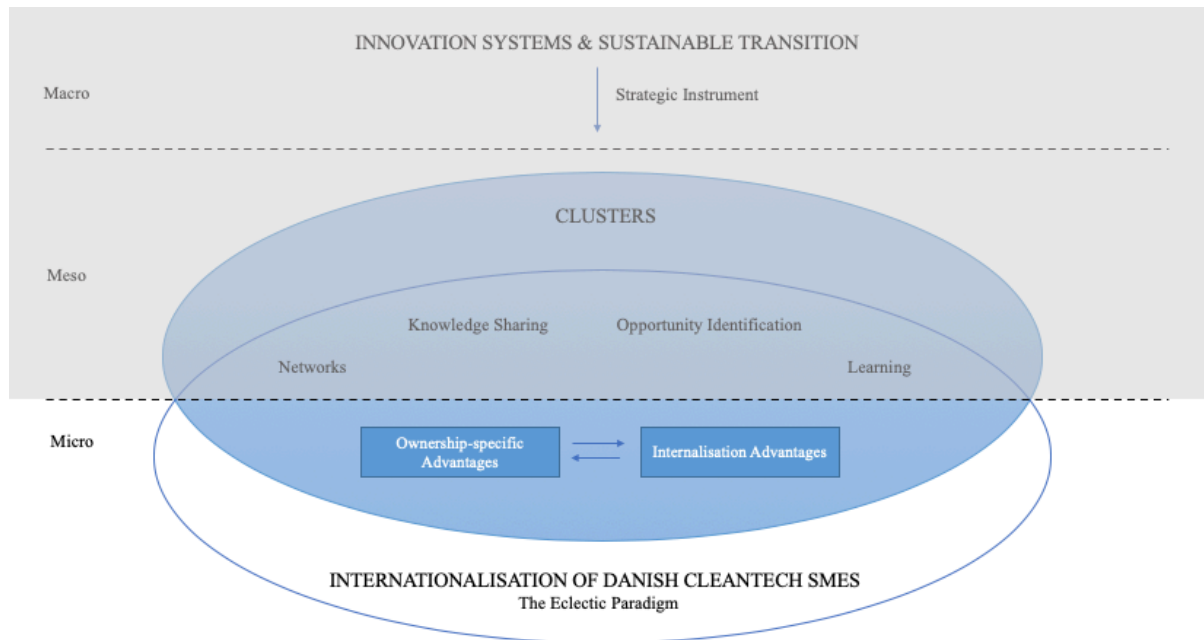 INNOVATION SYSTEMS & SUSTAINABLE TRANSITION
Macro
Strategic Instrument
CLUSTERS
Meso
Knowledge Sharing
Opportunity Identification
Networks
Learning
Micro
Ownership-specific
Advantages
Internalisation Advantages
INTERNATIONALISATION OF DANISH CLEANTECH SMES
The Eclectic Paradigm